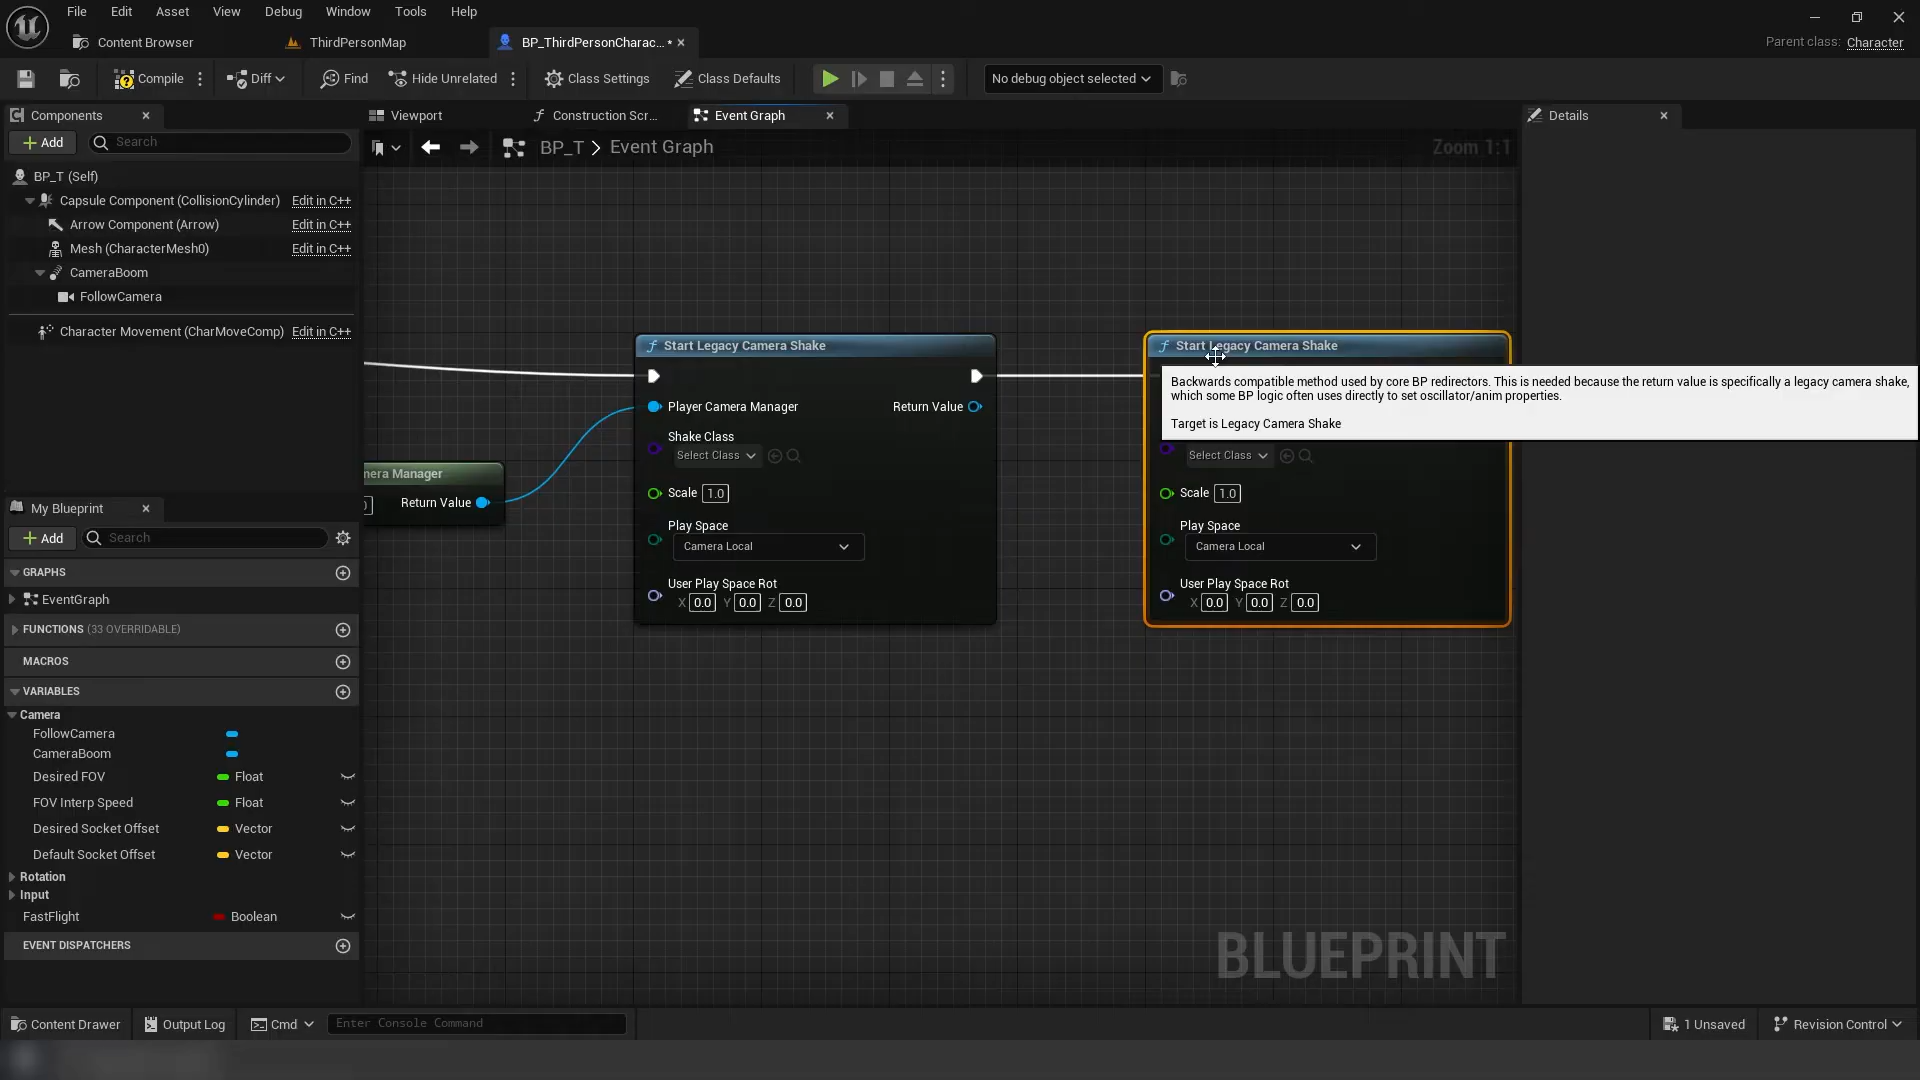 File Edit Asset View Debug Window Tools Help
Content Browser ThirdPersonMap BP_ThirdPersonCharac... •
Parent class: Character
Compile Diff Find Hide Unrelated Class Settings Class Defaults No debug object selected
Components
Add Search
BP_T (Self)
Capsule Component (CollisionCylinder) Edit in C++
Arrow Component (Arrow) Edit in C++
Mesh (CharacterMesh0) Edit in C++
CameraBoom
FollowCamera
Character Movement (CharMoveComp) Edit in C++
My Blueprint
Add Search
GRAPHS
EventGraph
FUNCTIONS (33 OVERRIDABLE)
MACROS
VARIABLES
Camera
FollowCamera
CameraBoom
Desired FOV Float
FOV Interp Speed Float
Desired Socket Offset Vector
Default Socket Offset Vector
Rotation
Input
FastFlight Boolean
EVENT DISPATCHERS
Viewport Construction Scr... Event Graph
BP_T > Event Graph Zoom 1:1
mera Manager
Return Value
Start Legacy Camera Shake
Player Camera Manager Return Value
Shake Class
Select Class
Scale 1.0
Play Space
Camera Local
User Play Space Rot
X 0.0 Y 0.0 Z 0.0
Start Legacy Camera Shake
Backwards compatible method used by core BP redirectors. This is needed because the return value is specifically a legacy camera shake,
which some BP logic often uses directly to set oscillator/anim properties.
Target is Legacy Camera Shake
Select Class
Scale 1.0
Play Space
Camera Local
User Play Space Rot
X 0.0 Y 0.0 Z 0.0
BLUEPRINT
Details
Content Drawer Output Log Cmd Enter Console Command 1 Unsaved Revision Control